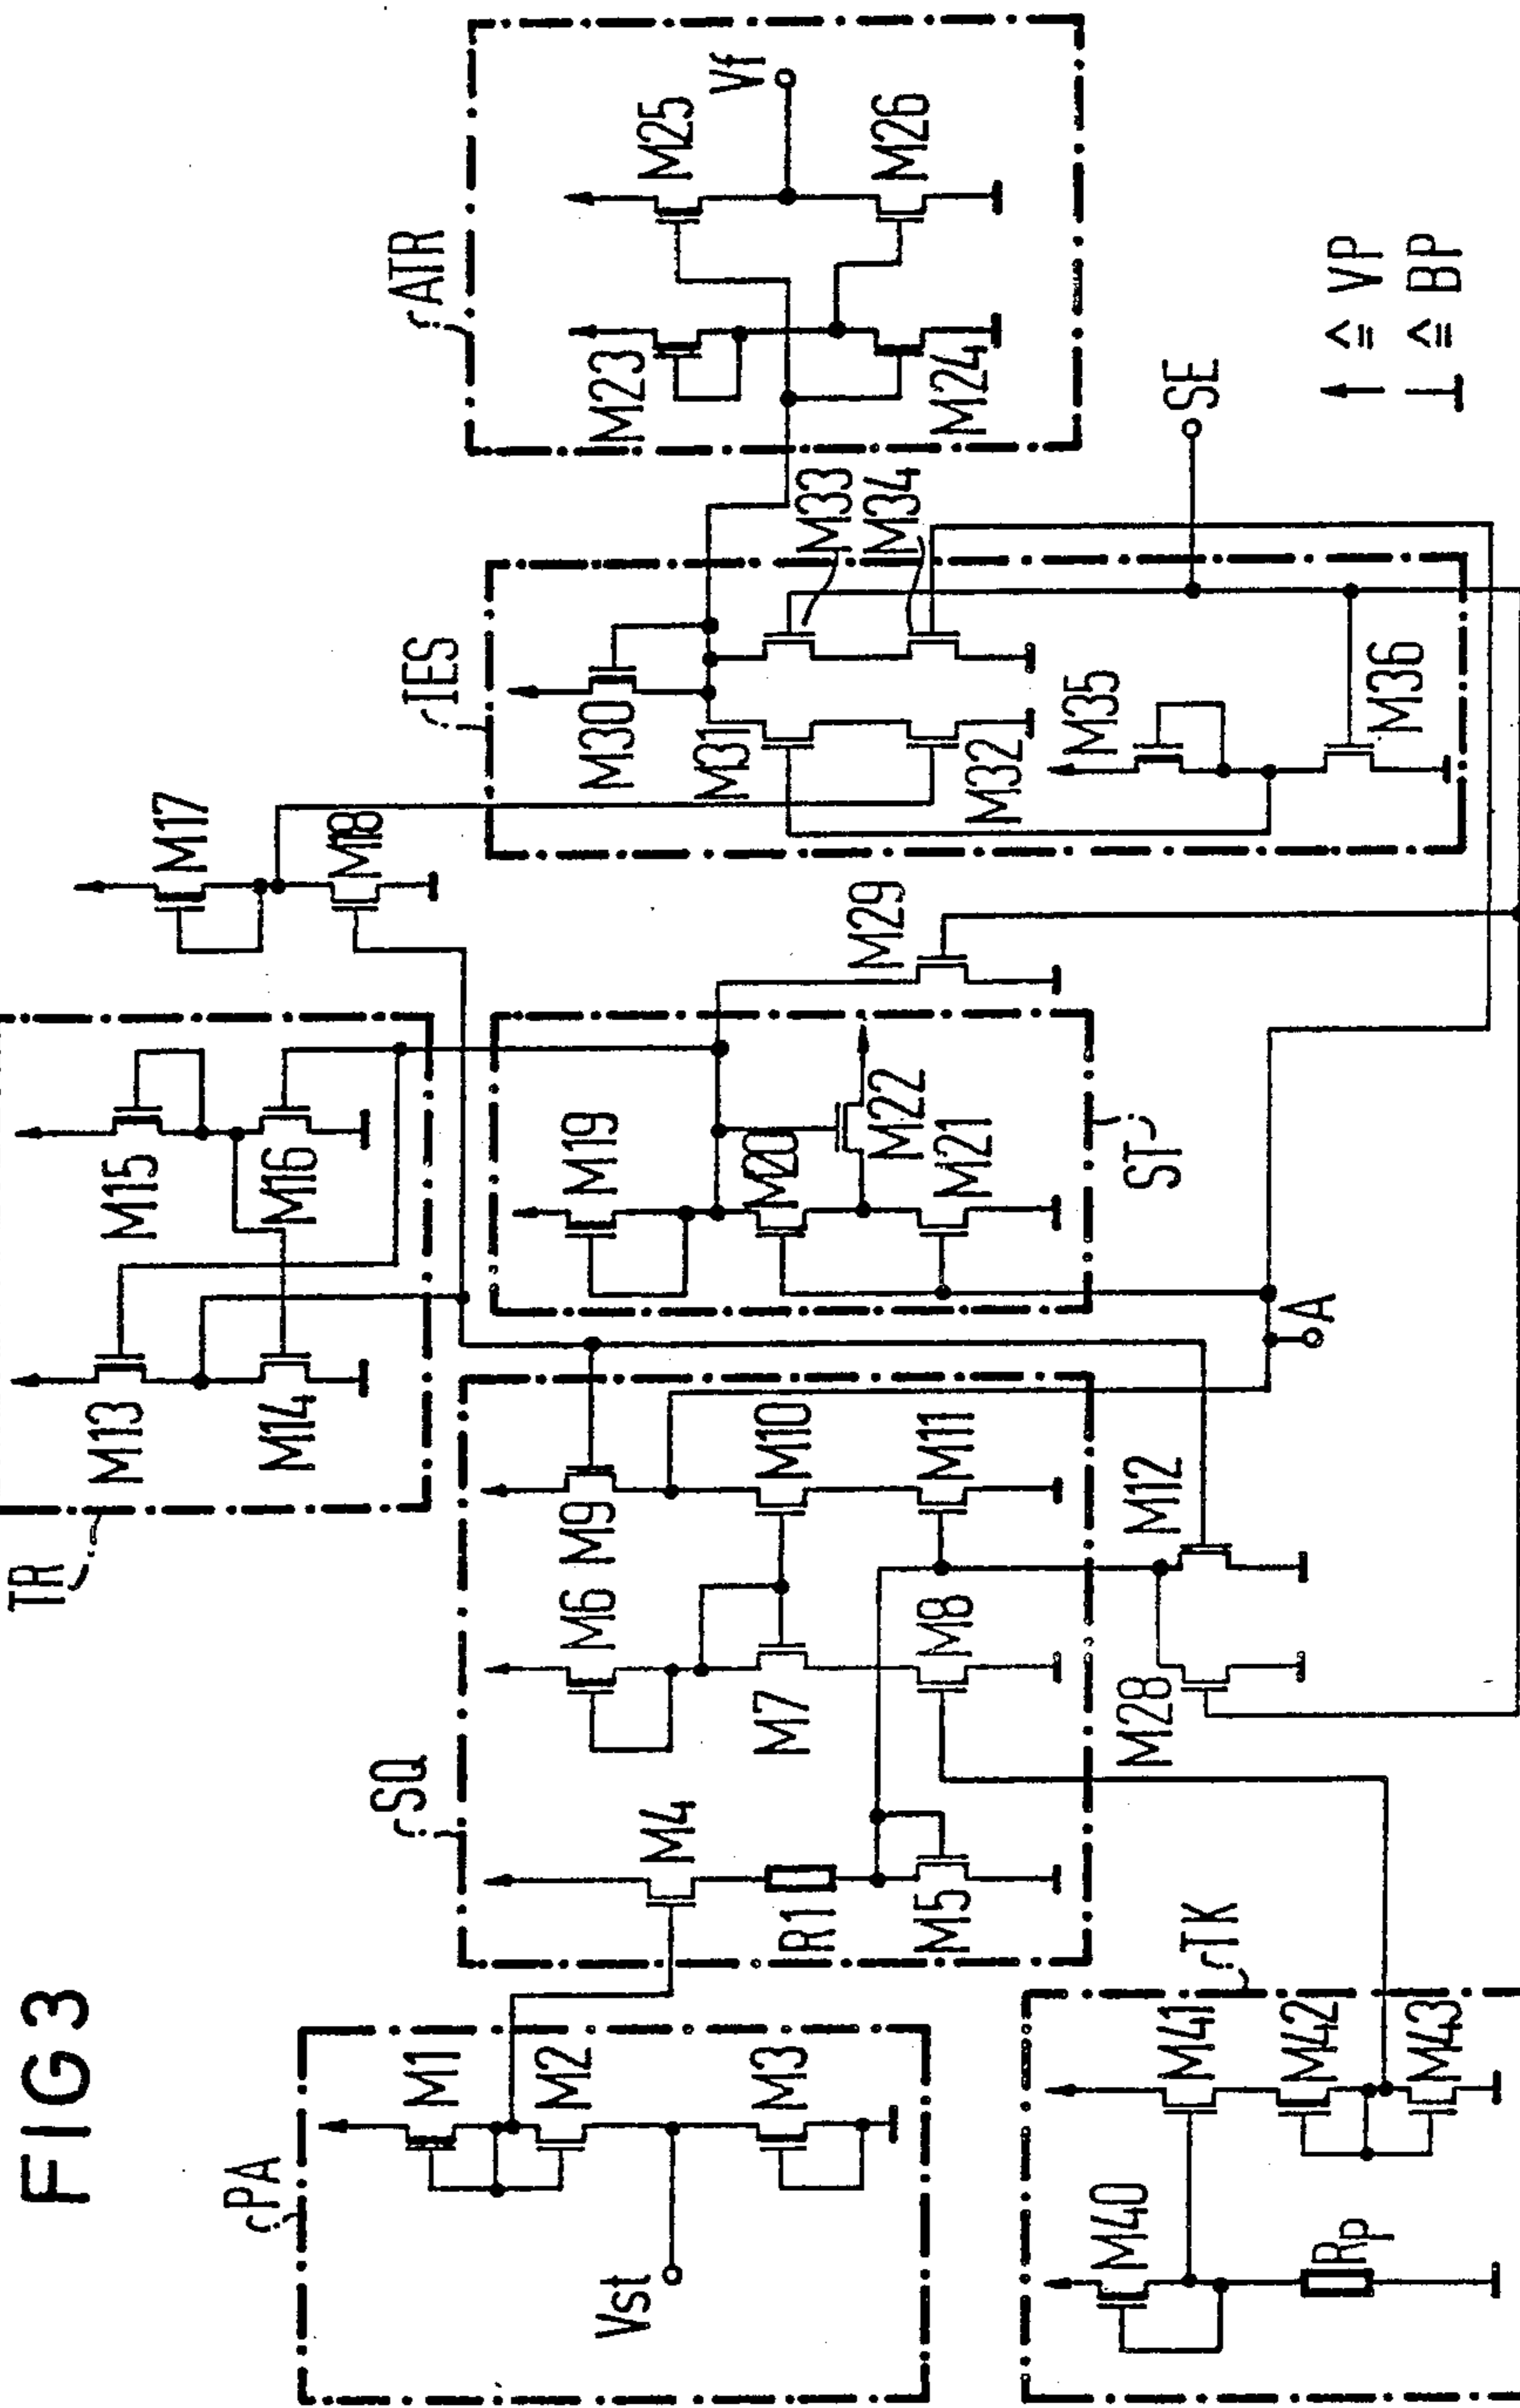 FIG 3
PA
M1
M2
M3
Vst
TK
M40
Rp
M41
M42
M43
SQ
M4
R1
M5
M6
M7
M8
M9
M10
M11
M28
M12
A
TR
M13
M14
M15
M16
M17
M18
ST
M19
M20
M21
M22
M29
TES
M30
M31
M32
M33
M34
M35
M36
SE
ATR
M23
M24
M25
M26
Vf
≙ VP
≙ BP